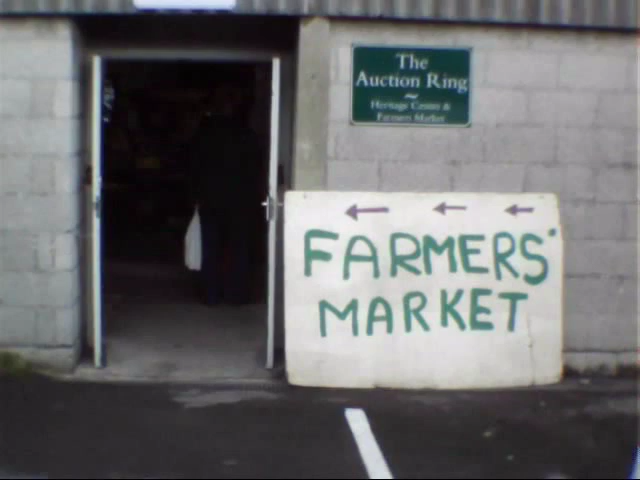 The
Auction Ring
~
Heritage Centre &
Farmers Market
FARMERS'
MARKET